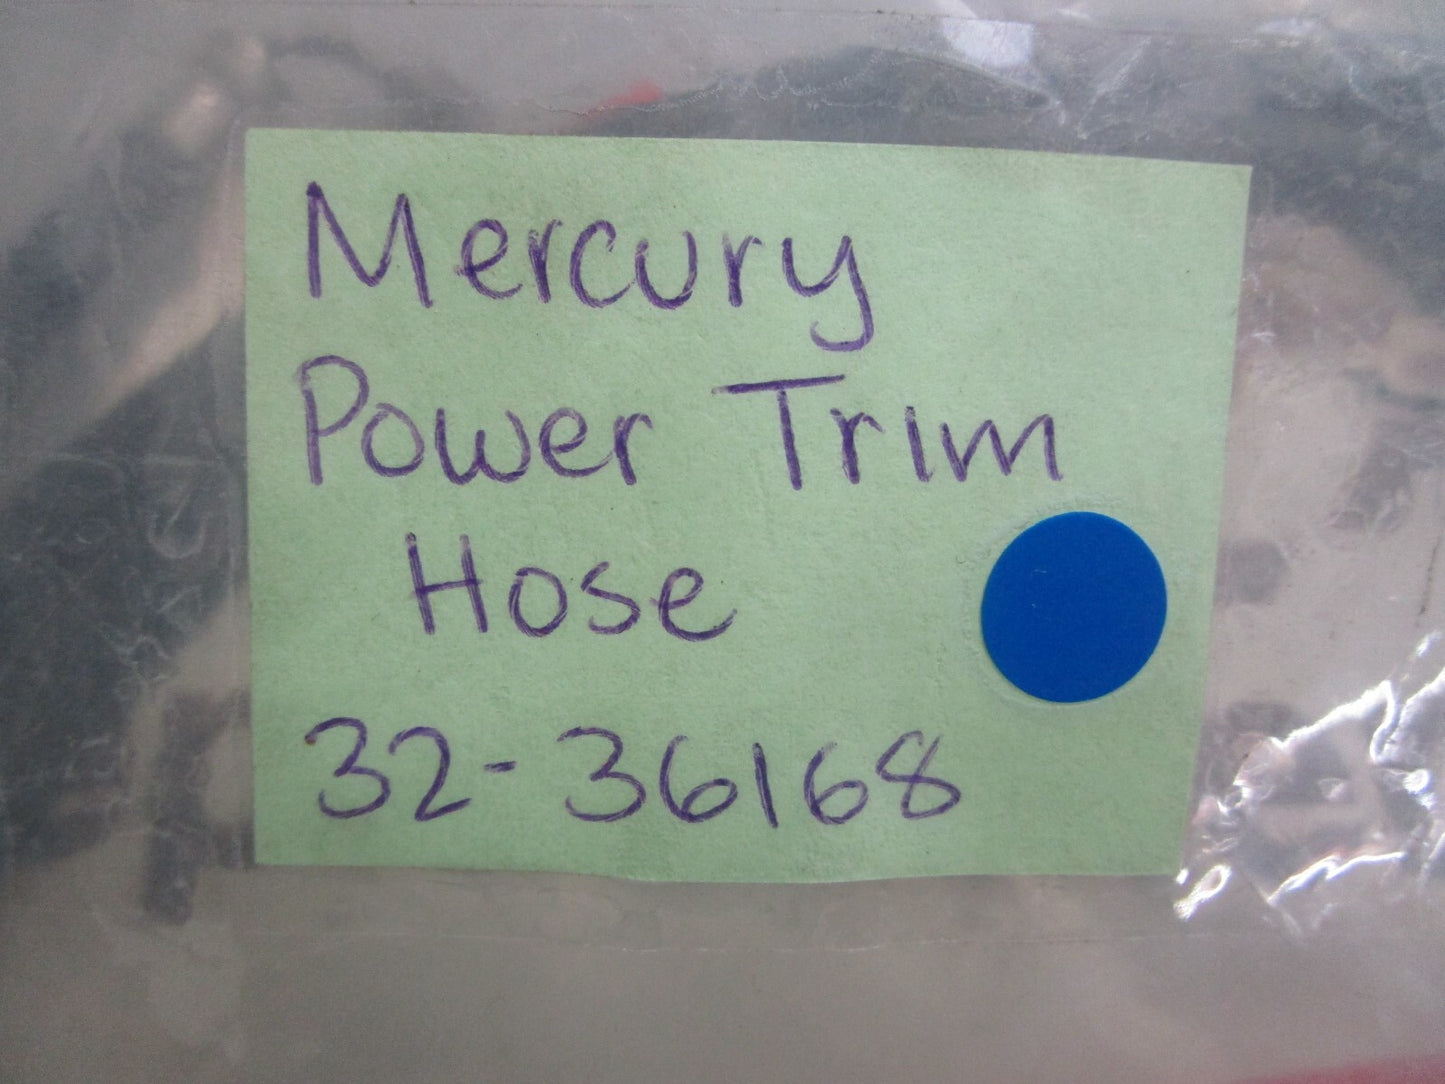 Mercury
Power Trim
Hose
32-36168